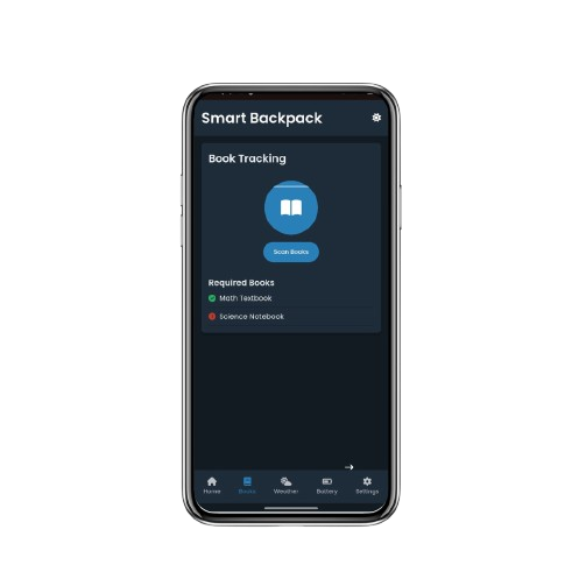 Smart Backpack
Book Tracking
Scan Books
Required Books
Math Textbook
Science Notebook
Home Books Weather Battery Settings